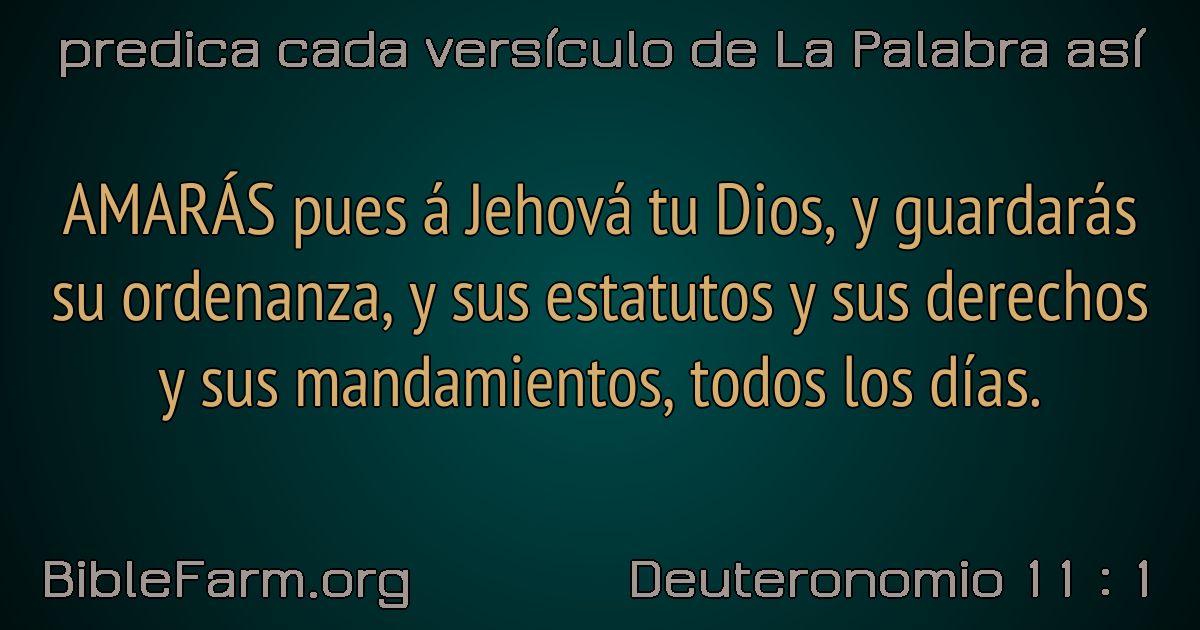 predica cada versículo de La Palabra así
AMARÁS pues á Jehová tu Dios, y guardarás
su ordenanza, y sus estatutos y sus derechos
y sus mandamientos, todos los días.
BibleFarm.org
Deuteronomio 11 : 1